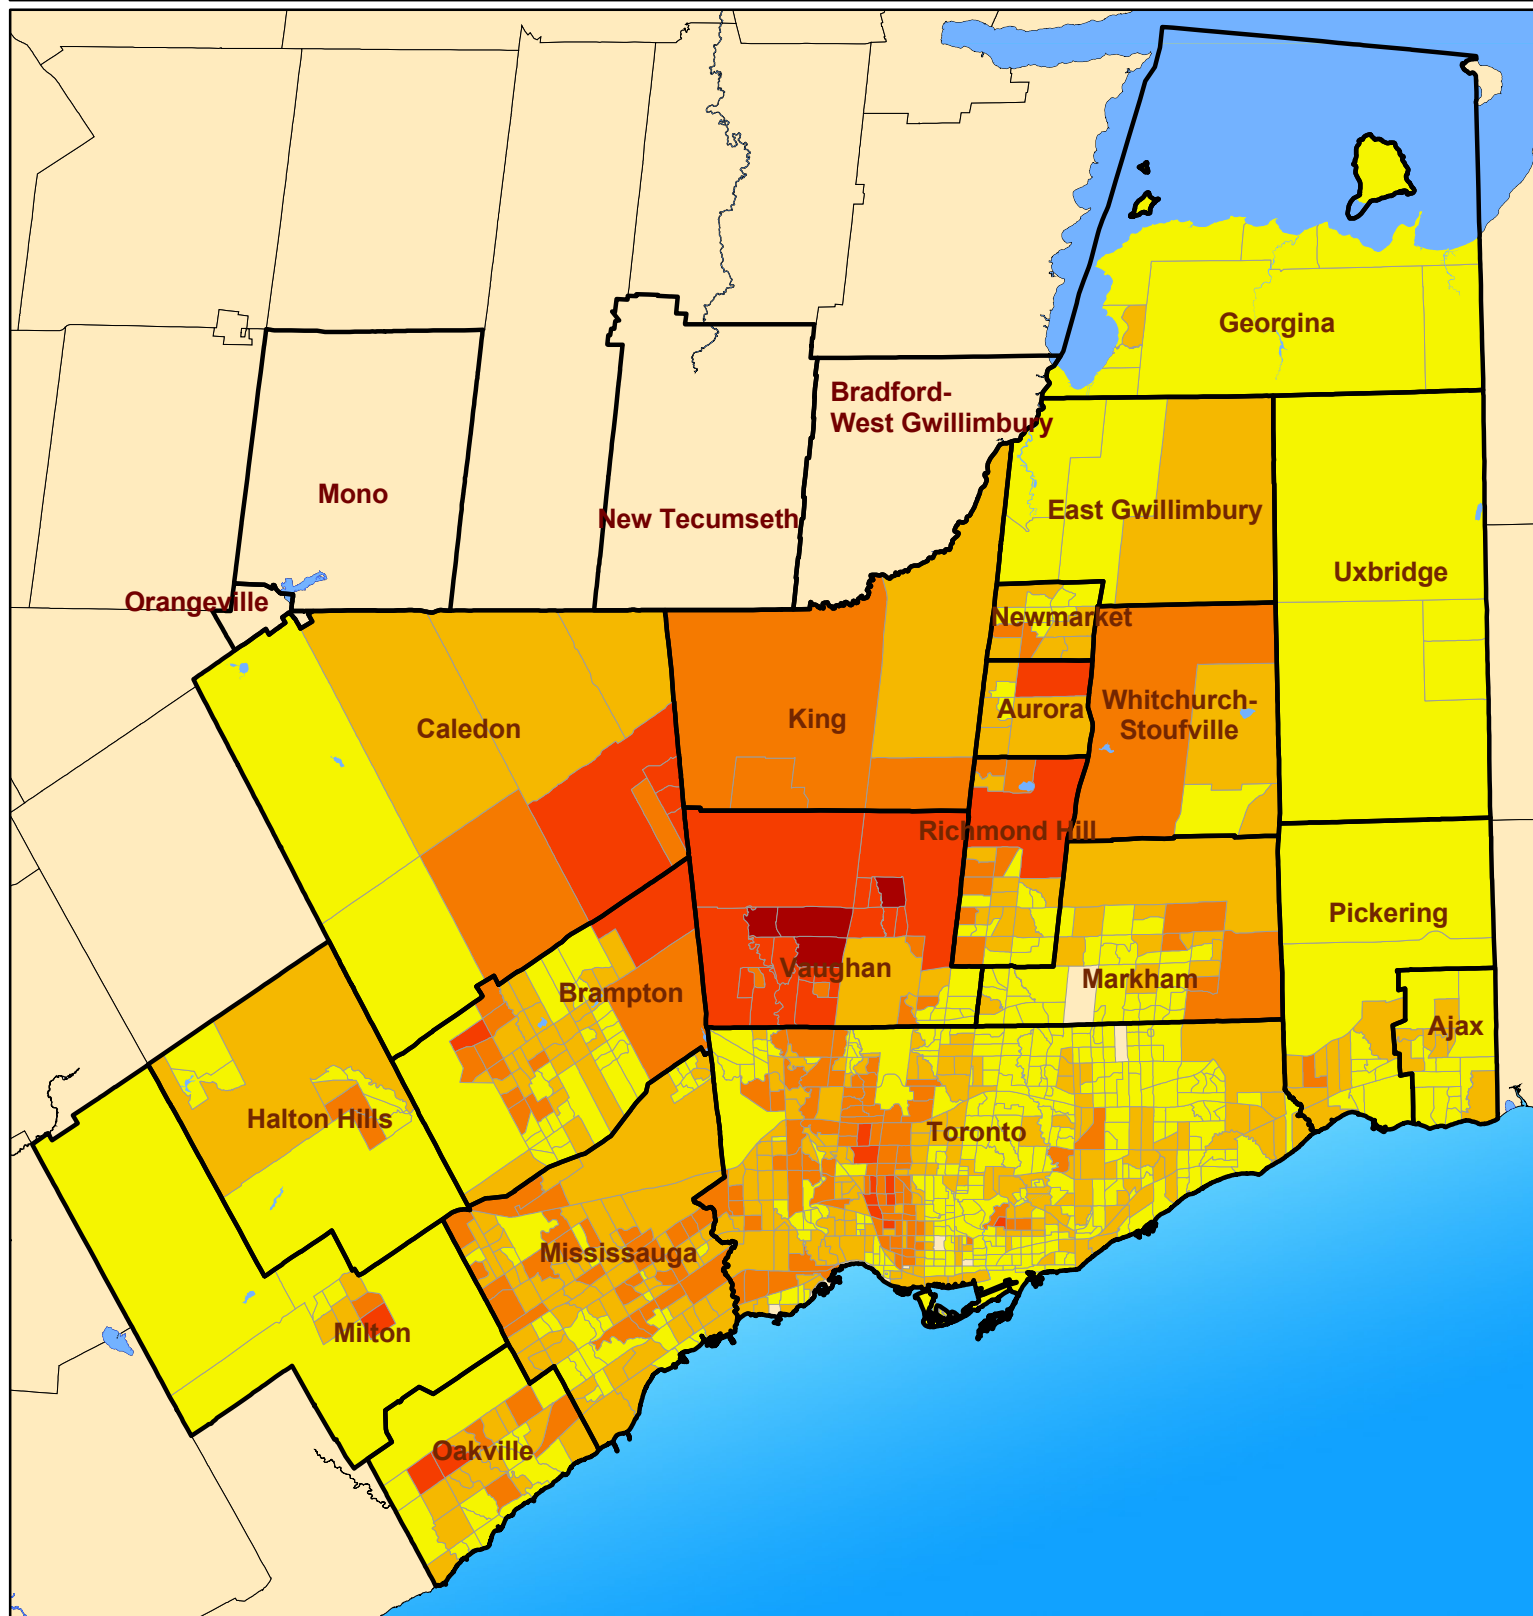 Georgina
Bradford-
West Gwillimbury
Mono
New Tecumseth
East Gwillimbury
Uxbridge
Orangeville
Newmarket
Caledon
King
Aurora
Whitchurch-
Stoufville
Richmond Hill
Pickering
Vaughan
Markham
Brampton
Ajax
Halton Hills
Toronto
Mississauga
Milton
Oakville